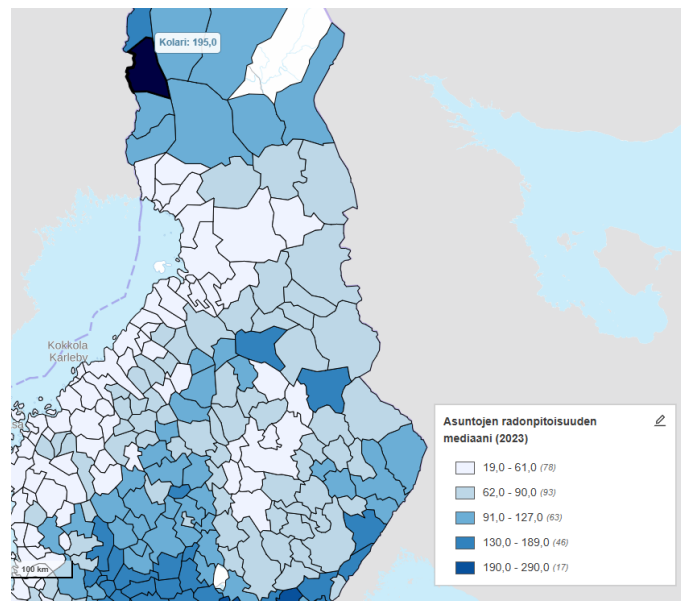 Kolari: 195,0
Kokkola
Karleby
sa
Asuntojen radonpitoisuuden
mediaani (2023)
19,0 - 61,0 (78)
62,0 - 90,0 (93)
91,0 - 127,0 (63)
130,0 - 189,0 (46)
190,0 - 290,0 (17)
100 km